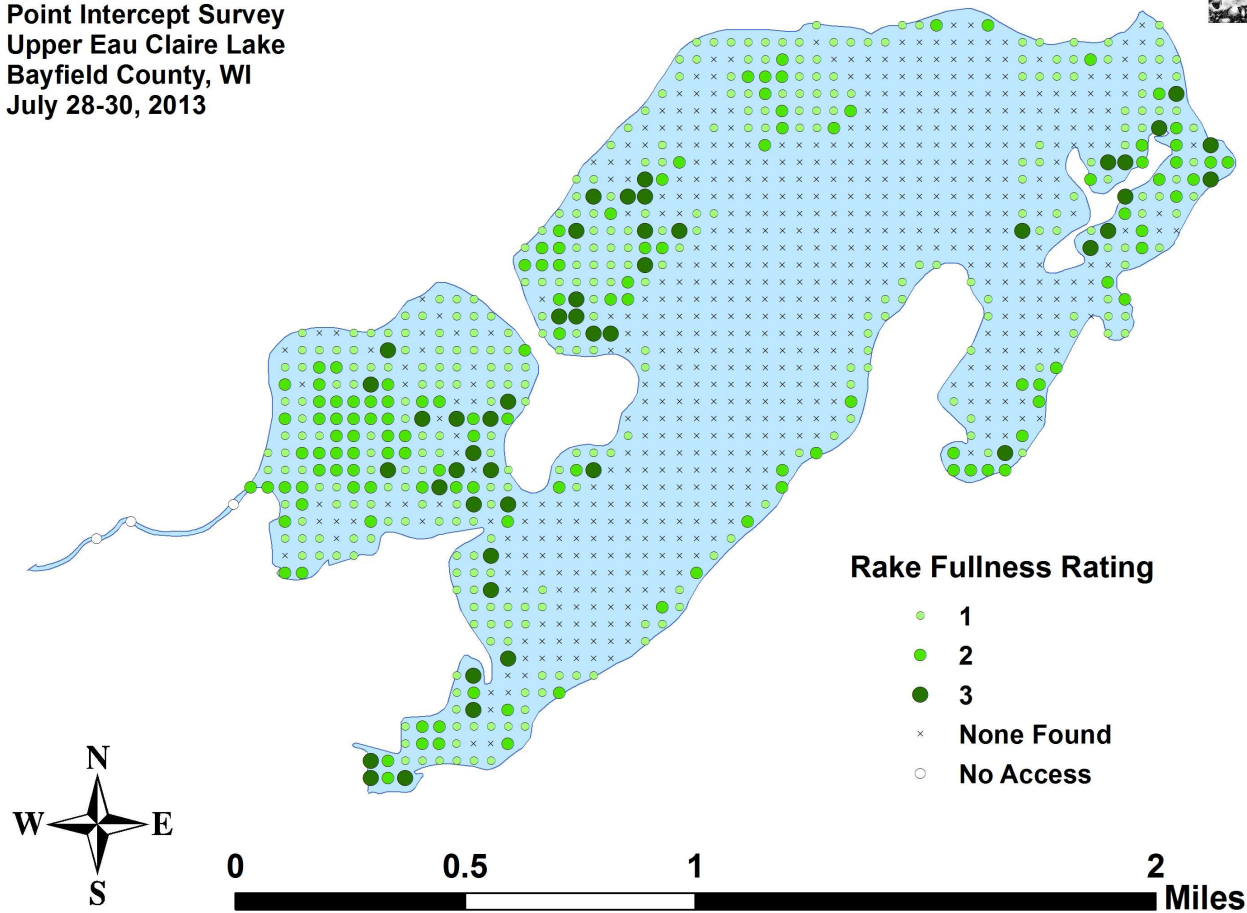 Point Intercept Survey
Upper Eau Claire Lake
Bayfield County, WI
July 28-30, 2013
Rake Fullness Rating
1
2
3
None Found
No Access
N
W E
S
0 0.5 1 2
Miles